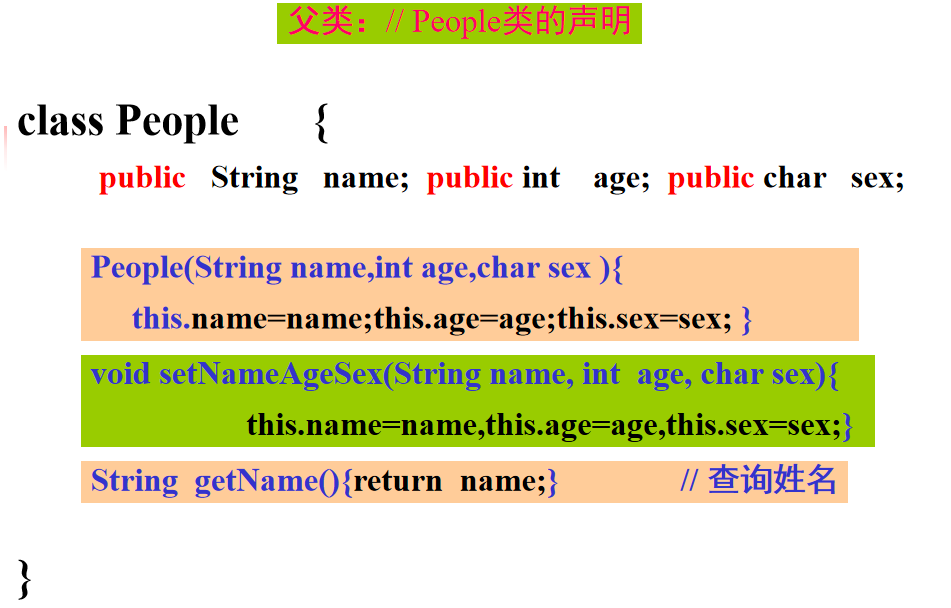 父类：// People类的声明
class People {
public String name; public int age; public char sex;
People(String name,int age,char sex ){
this.name=name;this.age=age;this.sex=sex; }
void setNameAgeSex(String name, int age, char sex){
this.name=name,this.age=age,this.sex=sex;}
String getName(){return name;} // 查询姓名
}